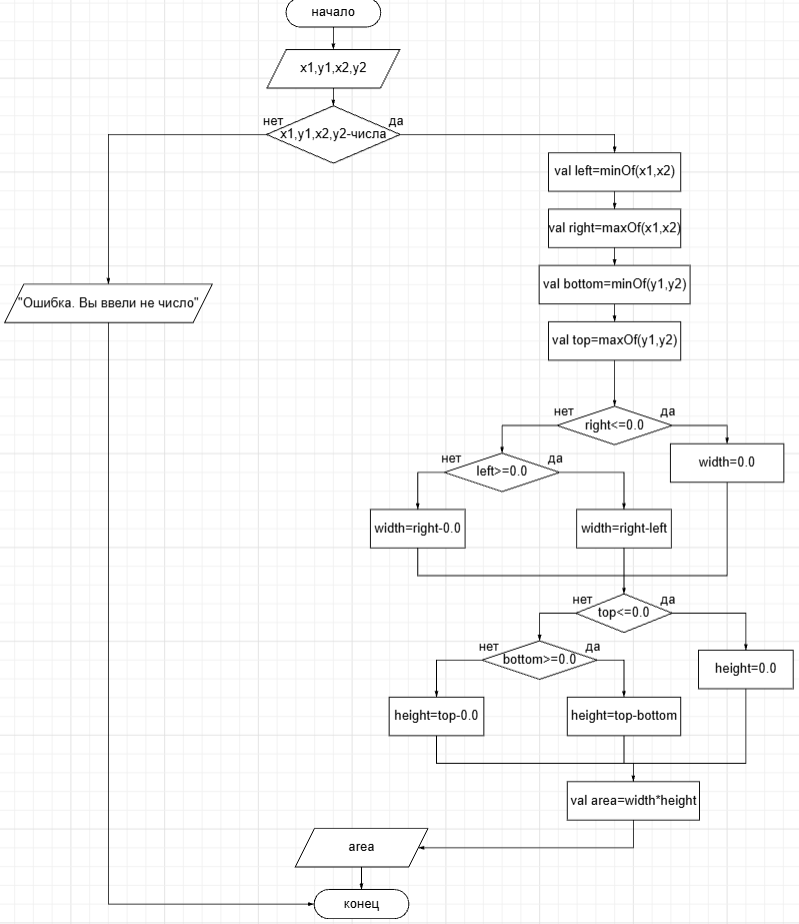 начало
x1,y1,x2,y2
нет
да
x1,y1,x2,y2-числа
val left=minOf(x1,x2)
val right=maxOf(x1,x2)
val bottom=minOf(y1,y2)
"Ошибка. Вы ввели не число"
val top=maxOf(y1,y2)
нет
да
right<=0.0
нет
да
width=0.0
left>=0.0
width=right-0.0
width=right-left
нет
да
top<=0.0
нет
да
bottom>=0.0
height=0.0
height=top-0.0
height=top-bottom
val area=width*height
area
конец